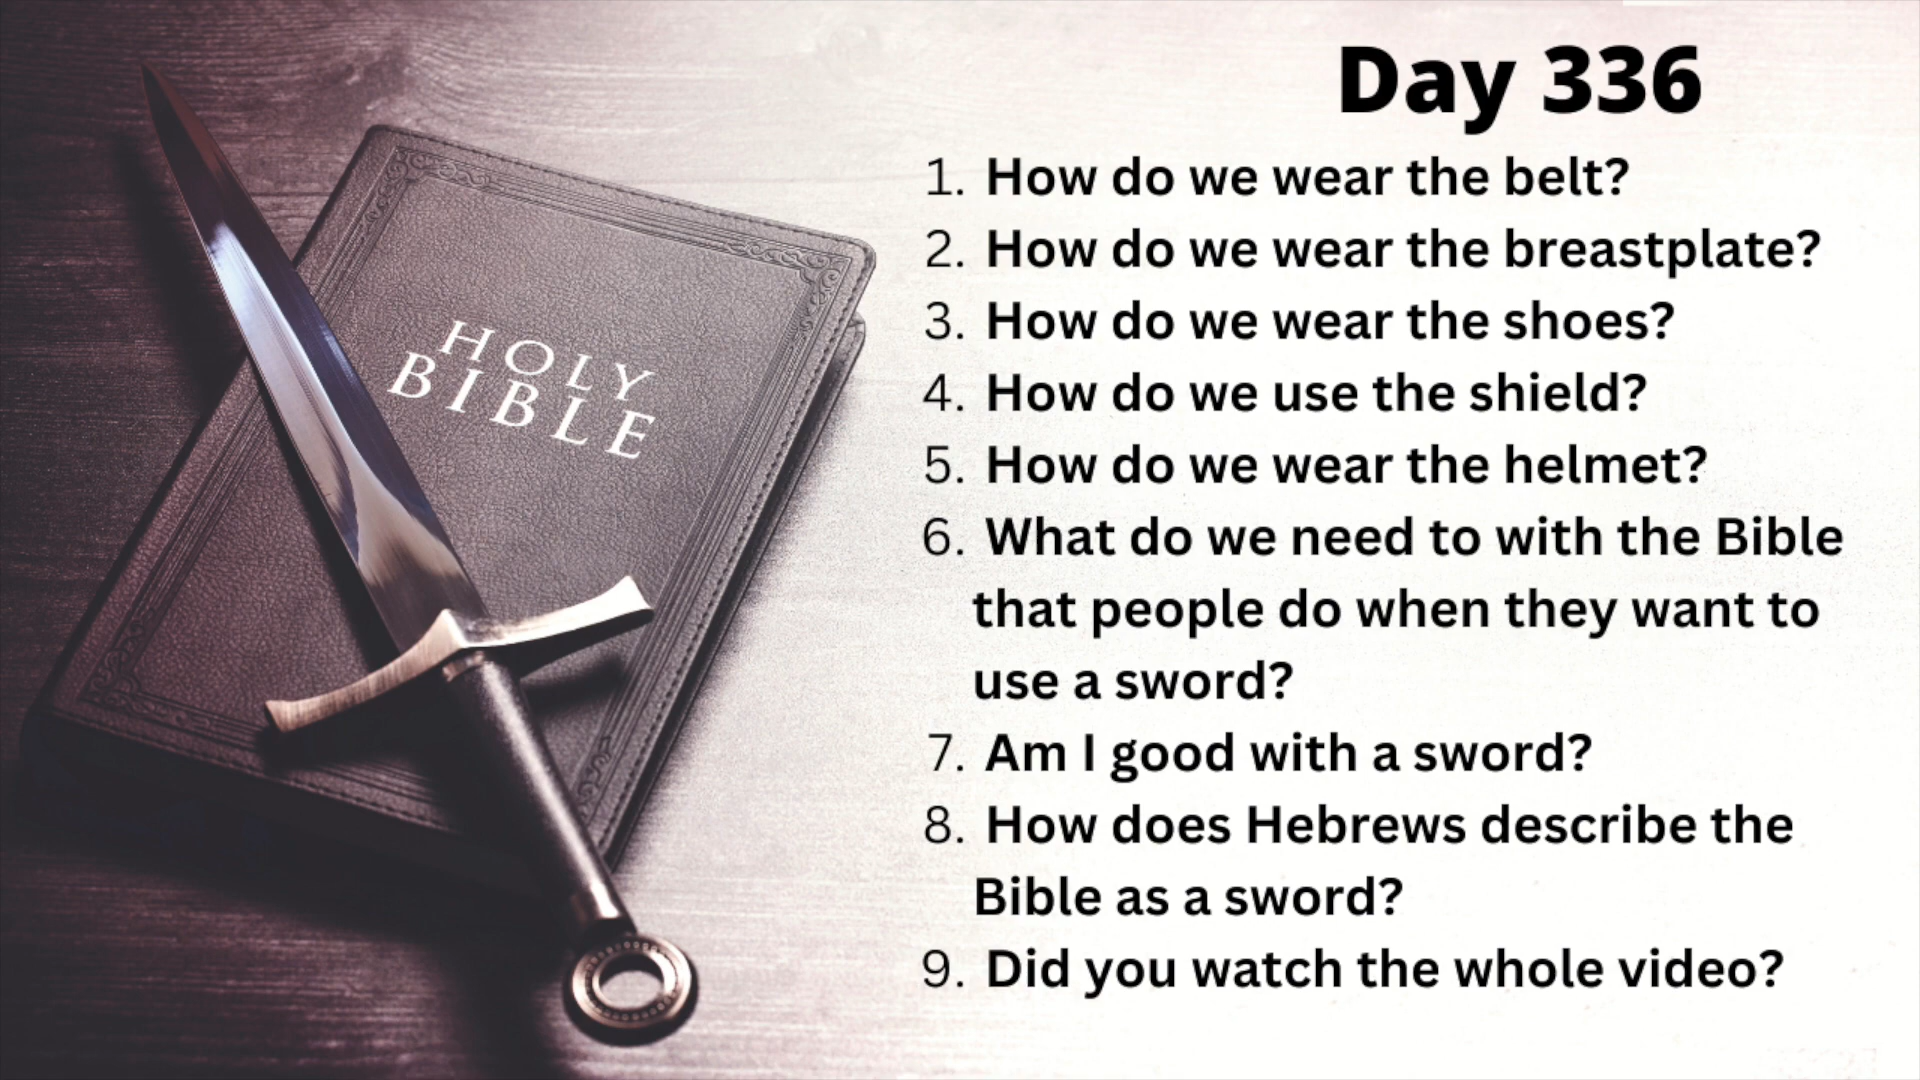 HOLY
BIBLE
Day 336
1. How do we wear the belt?
2. How do we wear the breastplate?
3. How do we wear the shoes?
4. How do we use the shield?
5. How do we wear the helmet?
6. What do we need to with the Bible
that people do when they want to
use a sword?
7. Am I good with a sword?
8. How does Hebrews describe the
Bible as a sword?
9. Did you watch the whole video?